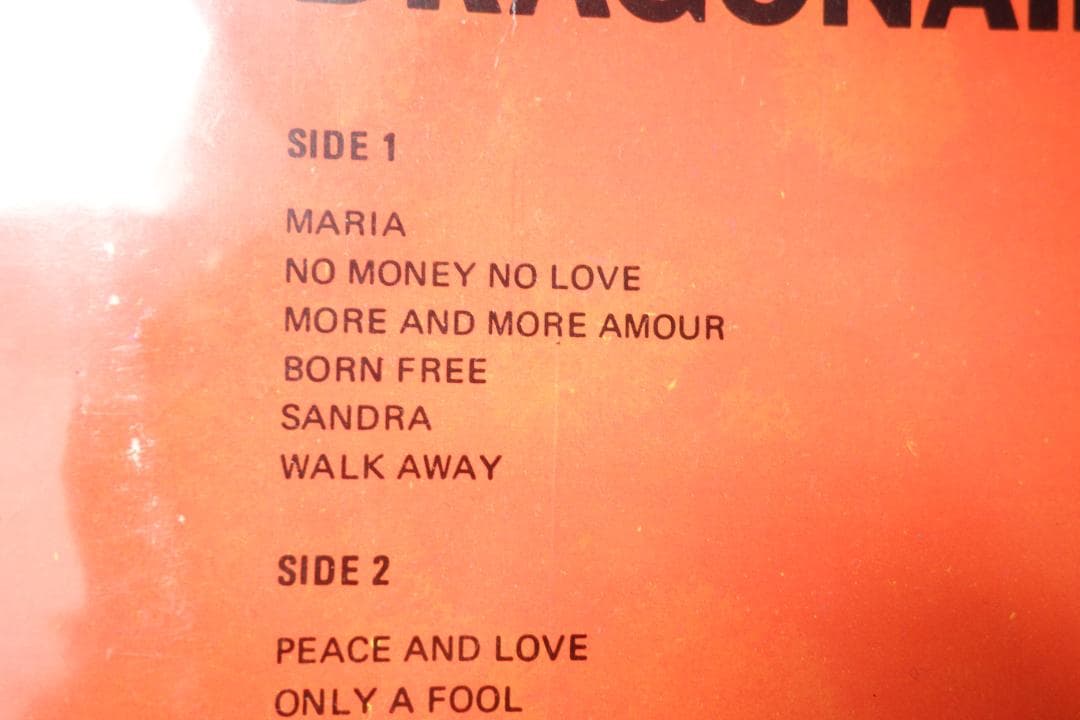 SIDE 1
MARIA
NO MONEY NO LOVE
MORE AND MORE AMOUR
BORN FREE
SANDRA
WALK AWAY
SIDE 2
PEACE AND LOVE
ONLY A FOOL